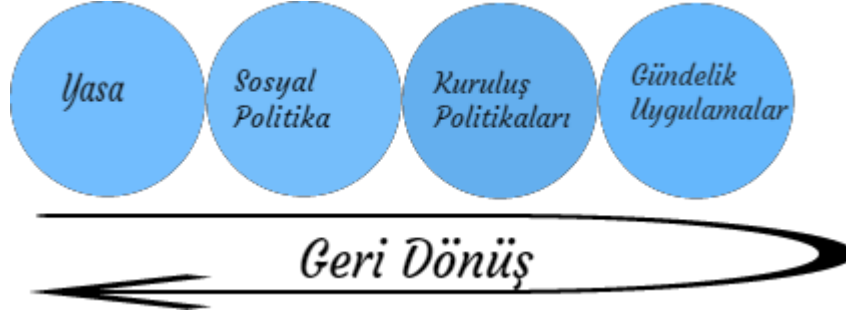 Yasa
Sosyal
Politika
Kuruluş
Politikaları
Gündelik
Uygulamalar
Geri Dönüş